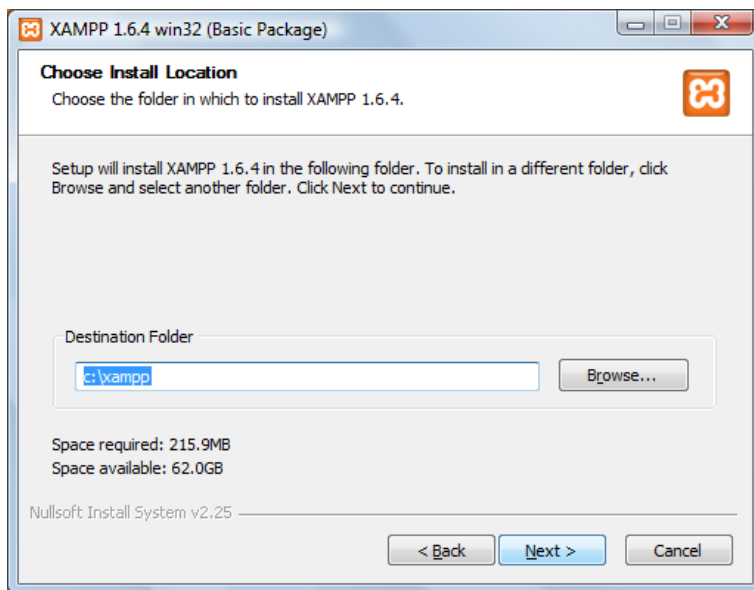 XAMPP 1.6.4 win32 (Basic Package)
Choose Install Location
Choose the folder in which to install XAMPP 1.6.4.
Setup will install XAMPP 1.6.4 in the following folder. To install in a different folder, click
Browse and select another folder. Click Next to continue.
Destination Folder
c:\xampp
Browse...
Space required: 215.9MB
Space available: 62.0GB
Nullsoft Install System v2.25
< Back
Next >
Cancel